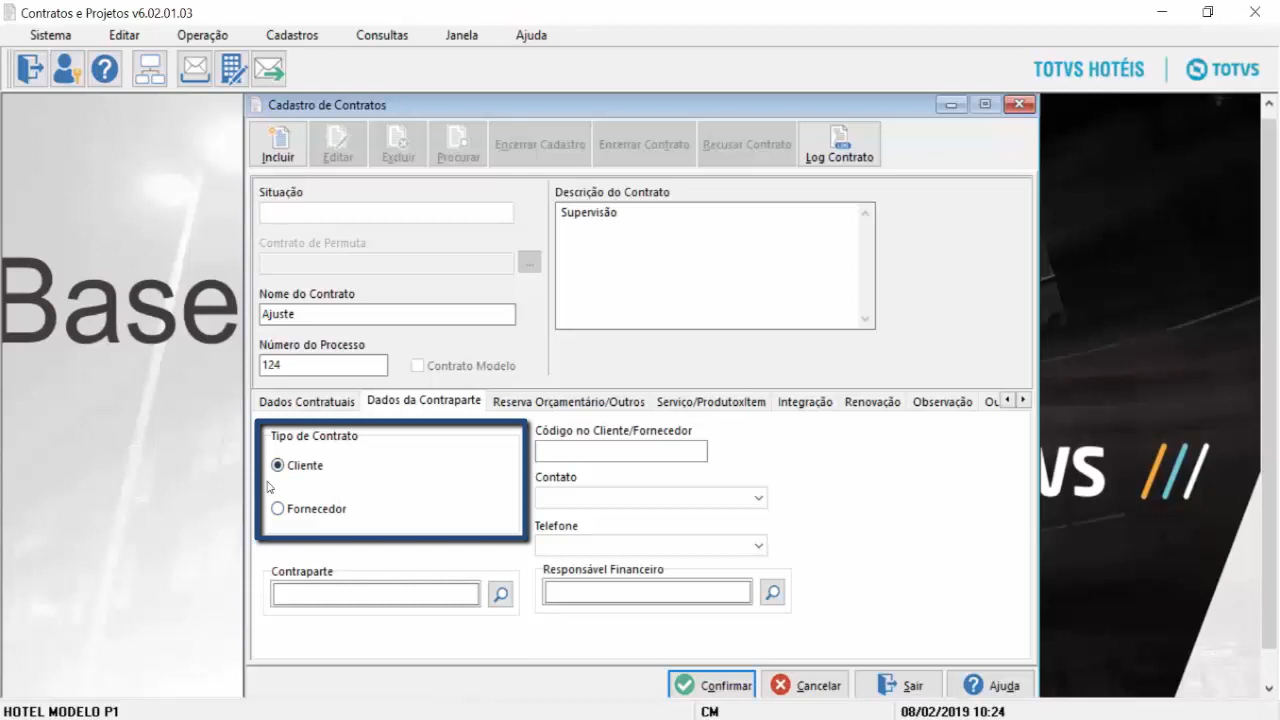 Contratos e Projetos v6.02.01.03
Sistema Editar Operação Cadastros Consultas Janela Ajuda
TOTVS HOTÉIS TOTVS
Cadastro de Contratos
Incluir Editar Excluir Procurar Encerrar Cadastro Encerrar Contrato Recusar Contrato Log Contrato
Situação
Descrição do Contrato
Supervisão
Contrato de Permuta
...
Nome do Contrato
Ajuste
Número do Processo
124
Contrato Modelo
Base
VS
Dados Contratuais Dados da Contraparte Reserva Orçamentário/Outros Serviço/ProdutoxItem Integração Renovação Observação Ou
Tipo de Contrato
Cliente
Fornecedor
Código no Cliente/Fornecedor
Contato
Telefone
Contraparte
Responsável Financeiro
Confirmar Cancelar Sair Ajuda
HOTEL MODELO P1 CM 08/02/2019 10:24